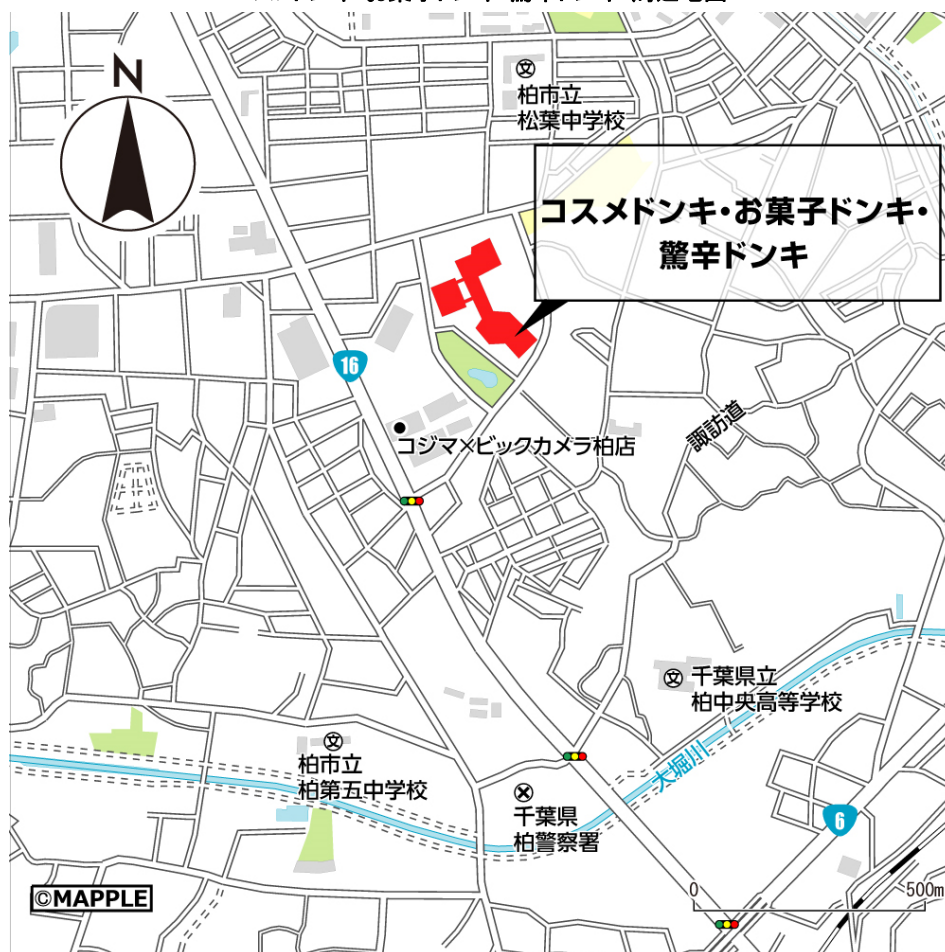 N
柏市立
松葉中学校
コスメドンキ・お菓子ドンキ・
驚辛ドンキ
16
コジマ×ビックカメラ柏店
諏訪道
千葉県立
柏中央高等学校
大堀川
柏市立
柏第五中学校
千葉県
柏警察署
6
©MAPPLE
0
500m